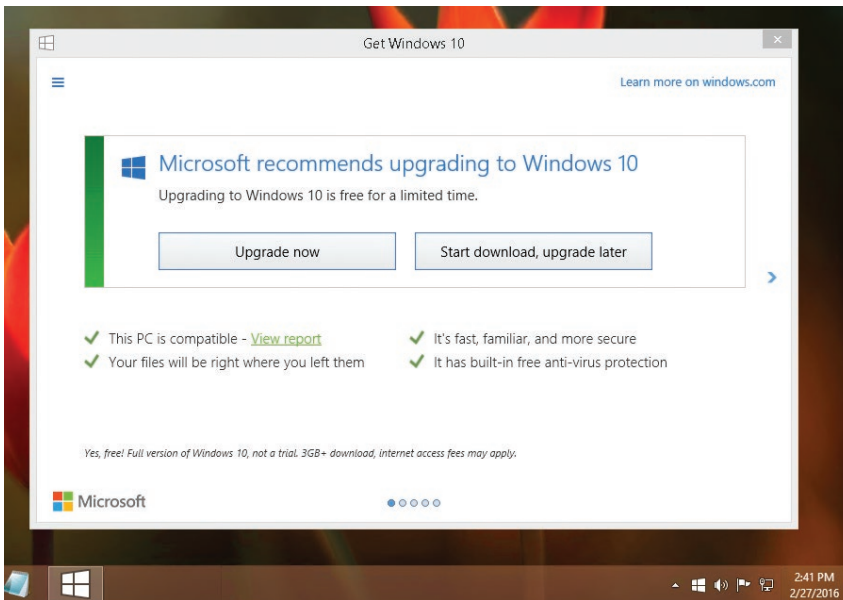 Get Windows 10
Learn more on windows.com
Microsoft recommends upgrading to Windows 10
Upgrading to Windows 10 is free for a limited time.
Upgrade now
Start download, upgrade later
This PC is compatible - View report
Your files will be right where you left them
It's fast, familiar, and more secure
It has built-in free anti-virus protection
Yes, free! Full version of Windows 10, not a trial. 3GB+ download, internet access fees may apply.
Microsoft
2:41 PM
2/27/2016